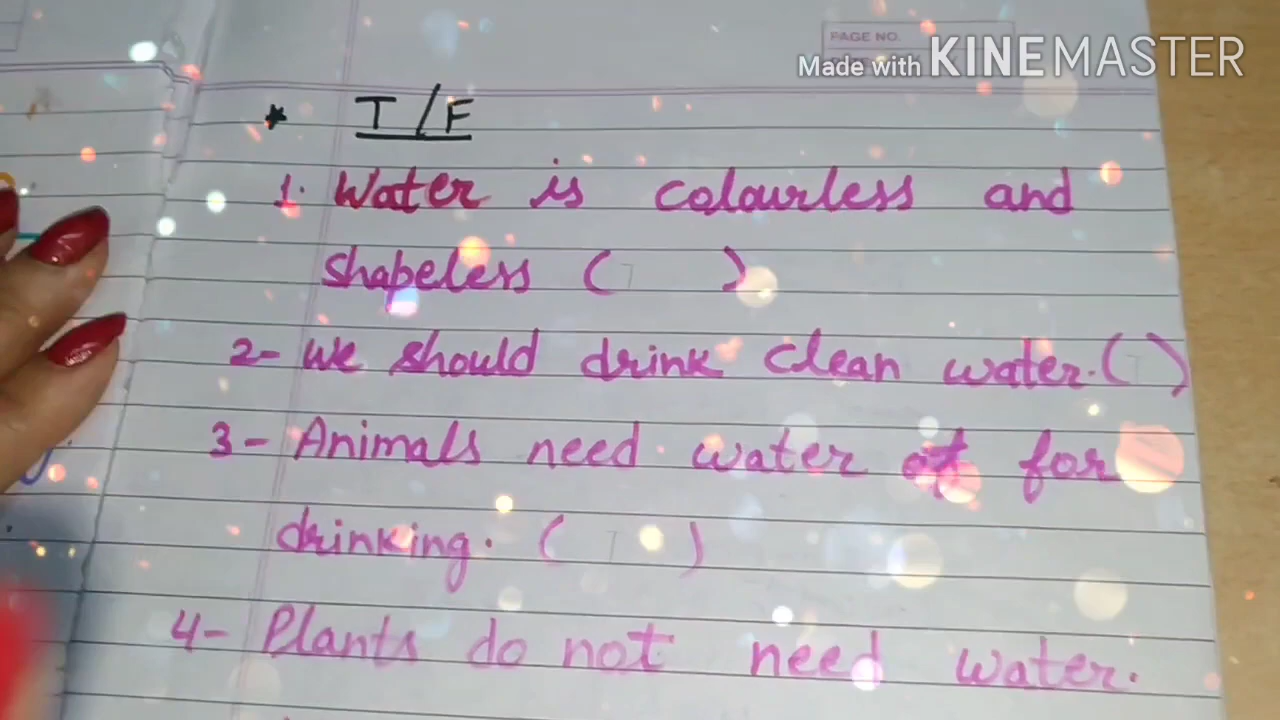 PAGE NO.
Made with KINEMASTER
* T/F
1. Water is colourless and
shapeless ( T )
2- We should drink clean water. ( T )
3- Animals need water for
drinking. ( T )
4- Plants do not need water.